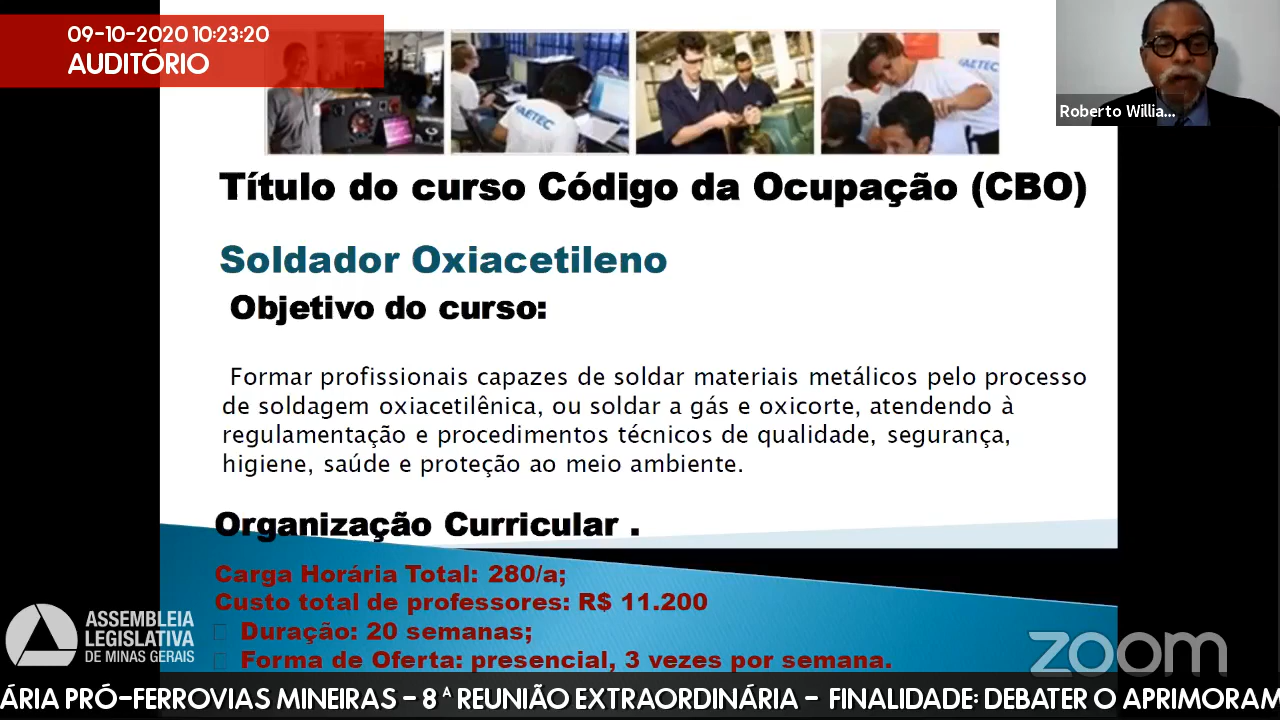 09-10-2020 10:23:20
AUDITÓRIO
FAETEC
AETEC
Roberto Willia...
Título do curso Código da Ocupação (CBO)
Soldador Oxiacetileno
Objetivo do curso:
Formar profissionais capazes de soldar materiais metálicos pelo processo
de soldagem oxiacetilênica, ou soldar a gás e oxicorte, atendendo à
regulamentação e procedimentos técnicos de qualidade, segurança,
higiene, saúde e proteção ao meio ambiente.
Organização Curricular .
Carga Horária Total: 280/a;
Custo total de professores: R$ 11.200
Duração: 20 semanas;
Forma de Oferta: presencial, 3 vezes por semana.
ASSEMBLEIA
LEGISLATIVA
DE MINAS GERAIS
zoom
ÁRIA PRÓ-FERROVIAS MINEIRAS - 8ª REUNIÃO EXTRAORDINÁRIA - FINALIDADE: DEBATER O APRIMORAM